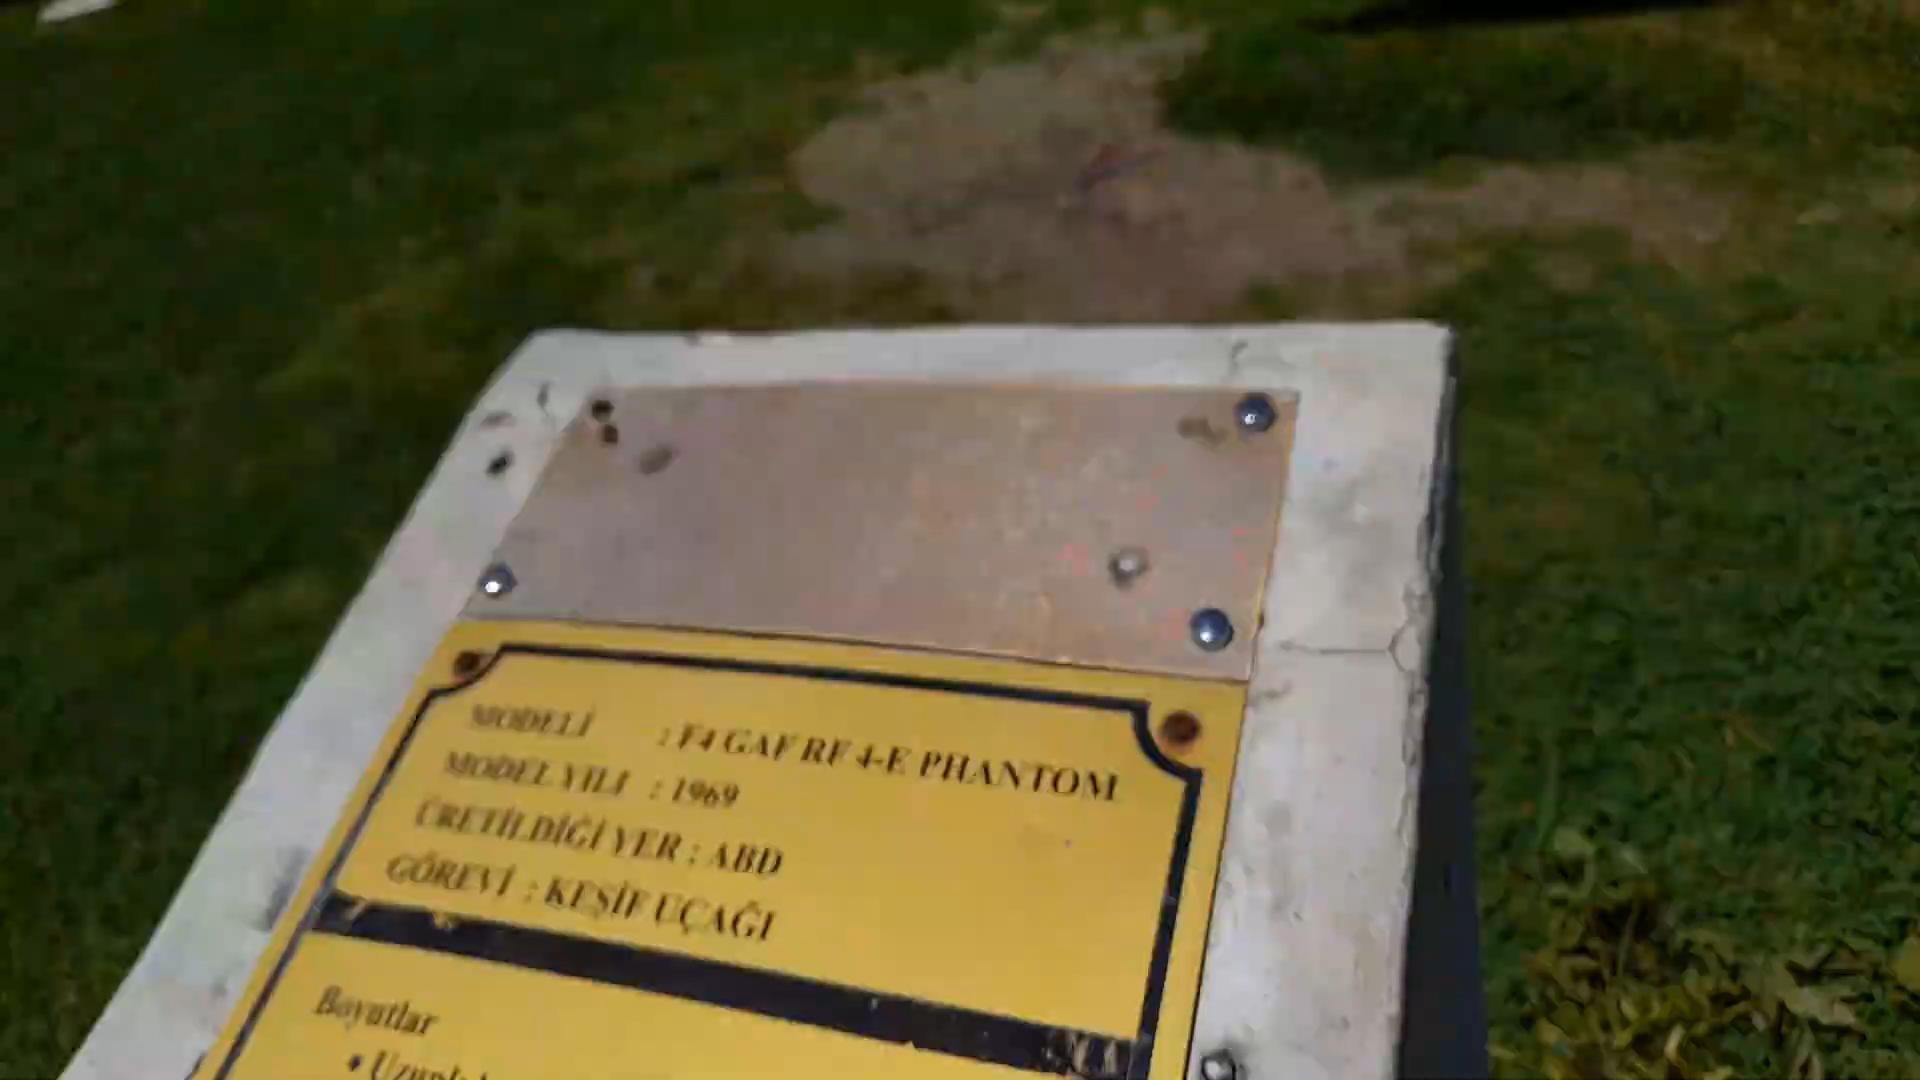 MODELİ : F4 GAF RF 4-E PHANTOM
MODEL YILI : 1969
ÜRETİLDİĞİ YER : ABD
GÖREVİ : KEŞİF UÇAĞI
Boyutlar